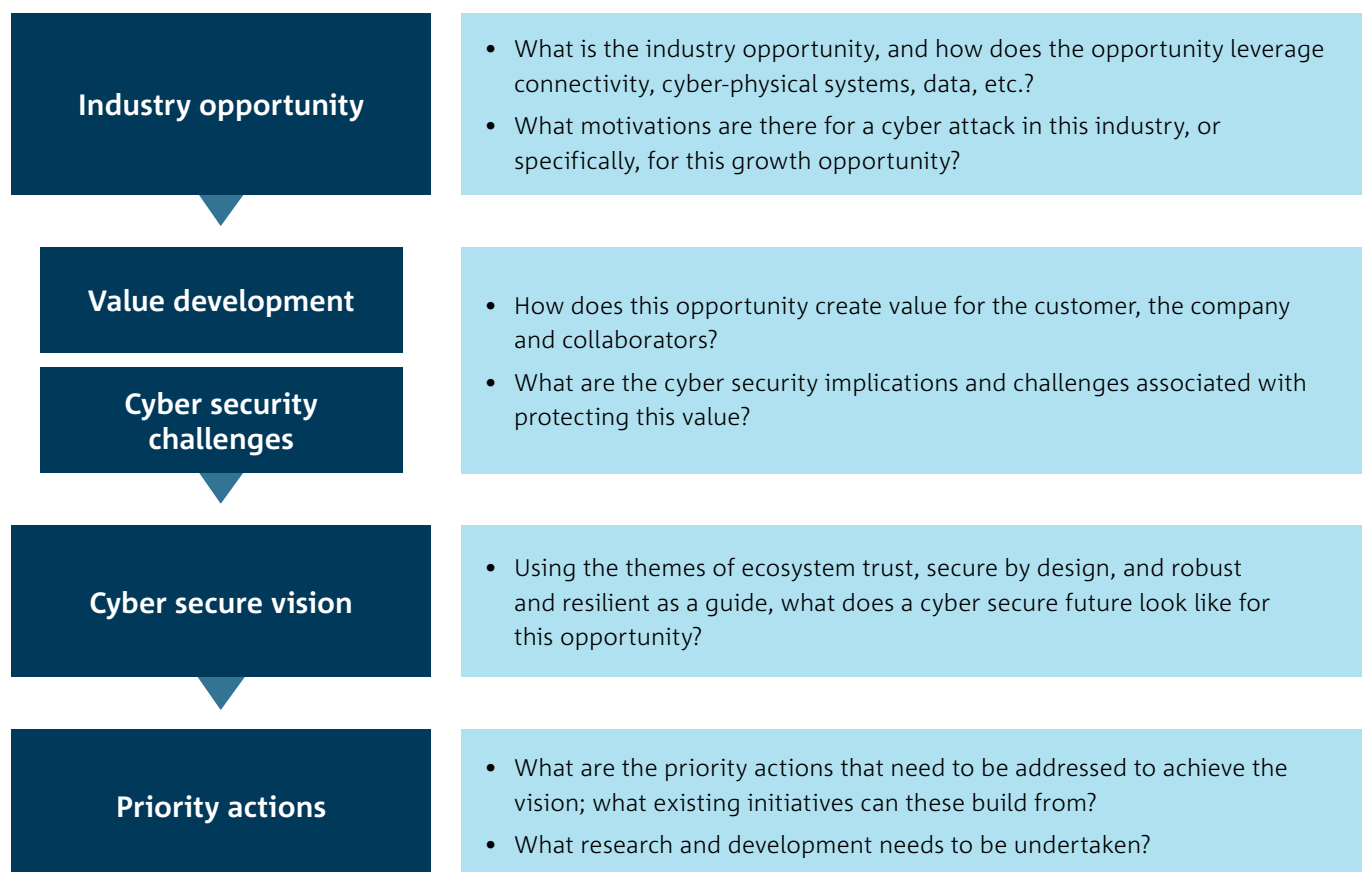 Industry opportunity
• What is the industry opportunity, and how does the opportunity leverage
connectivity, cyber-physical systems, data, etc.?
• What motivations are there for a cyber attack in this industry, or
specifically, for this growth opportunity?
Value development
Cyber security
challenges
• How does this opportunity create value for the customer, the company
and collaborators?
• What are the cyber security implications and challenges associated with
protecting this value?
Cyber secure vision
• Using the themes of ecosystem trust, secure by design, and robust
and resilient as a guide, what does a cyber secure future look like for
this opportunity?
Priority actions
• What are the priority actions that need to be addressed to achieve the
vision; what existing initiatives can these build from?
• What research and development needs to be undertaken?